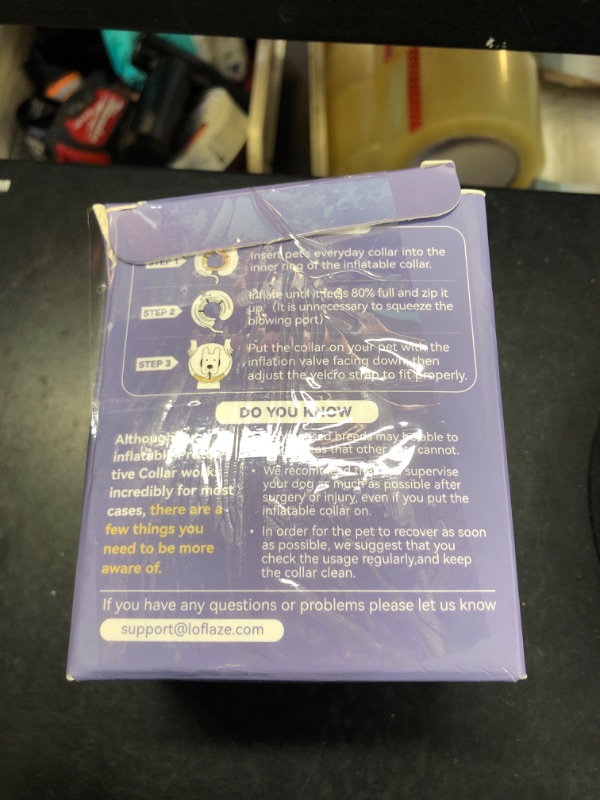 STEP 1
Insert pet's everyday collar into the
inner ring of the inflatable collar.
STEP 2
Inflate until it feels 80% full and zip it
up. (It is unnecessary to squeeze the
blowing port)
STEP 3
Put the collar on your pet with the
inflation valve facing down, then
adjust the velcro strap to fit properly.
DO YOU KNOW
Although
inflatable
tive Collar works
incredibly for most
cases, there are a
few things you
need to be more
aware of.
breeds may be able to
areas that other cannot.
We recommend that you supervise
your dog as much as possible after
surgery or injury, even if you put the
inflatable collar on.
• In order for the pet to recover as soon
as possible, we suggest that you
check the usage regularly,and keep
the collar clean.
If you have any questions or problems please let us know
support@loflaze.com
Milwaukee